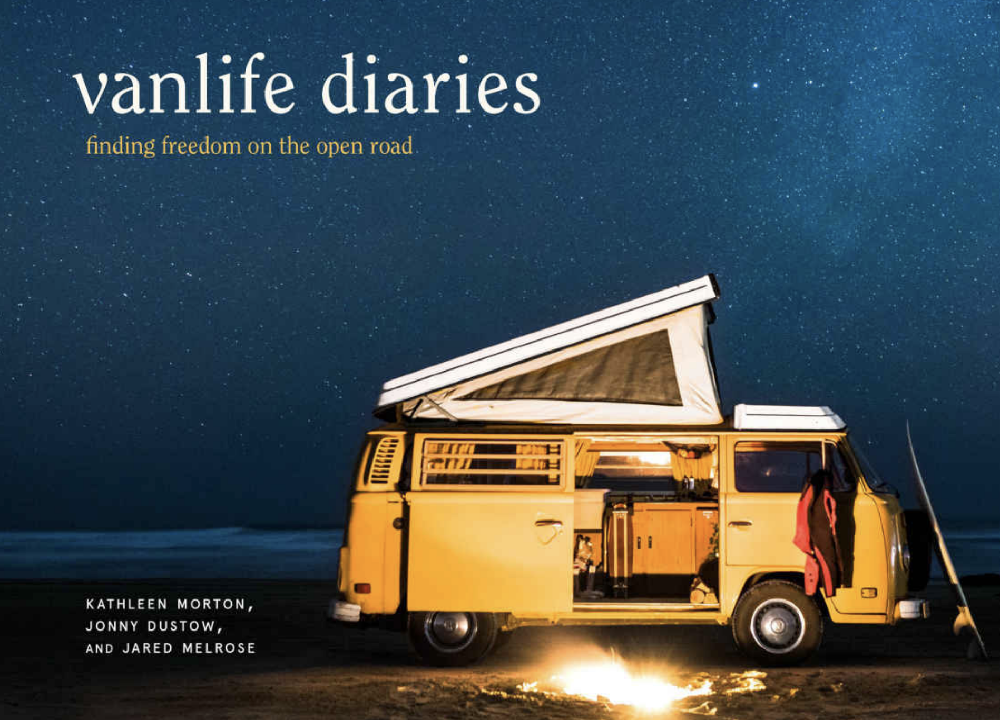 vanlife diaries
finding freedom on the open road
KATHLEEN MORTON,
JONNY DUSTOW,
AND JARED MELROSE